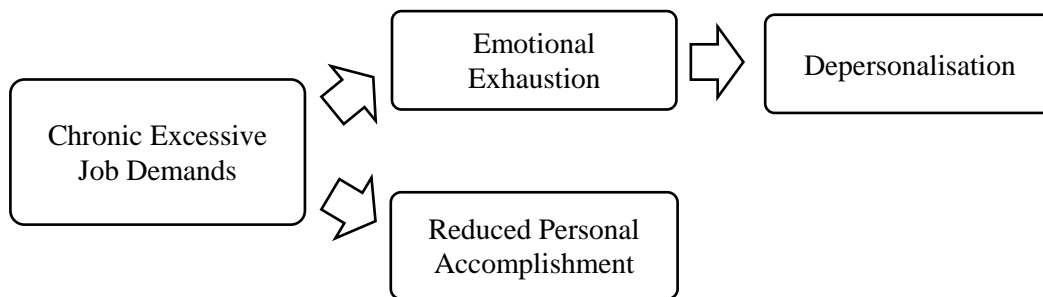 Chronic Excessive
Job Demands
Emotional
Exhaustion
Depersonalisation
Reduced Personal
Accomplishment